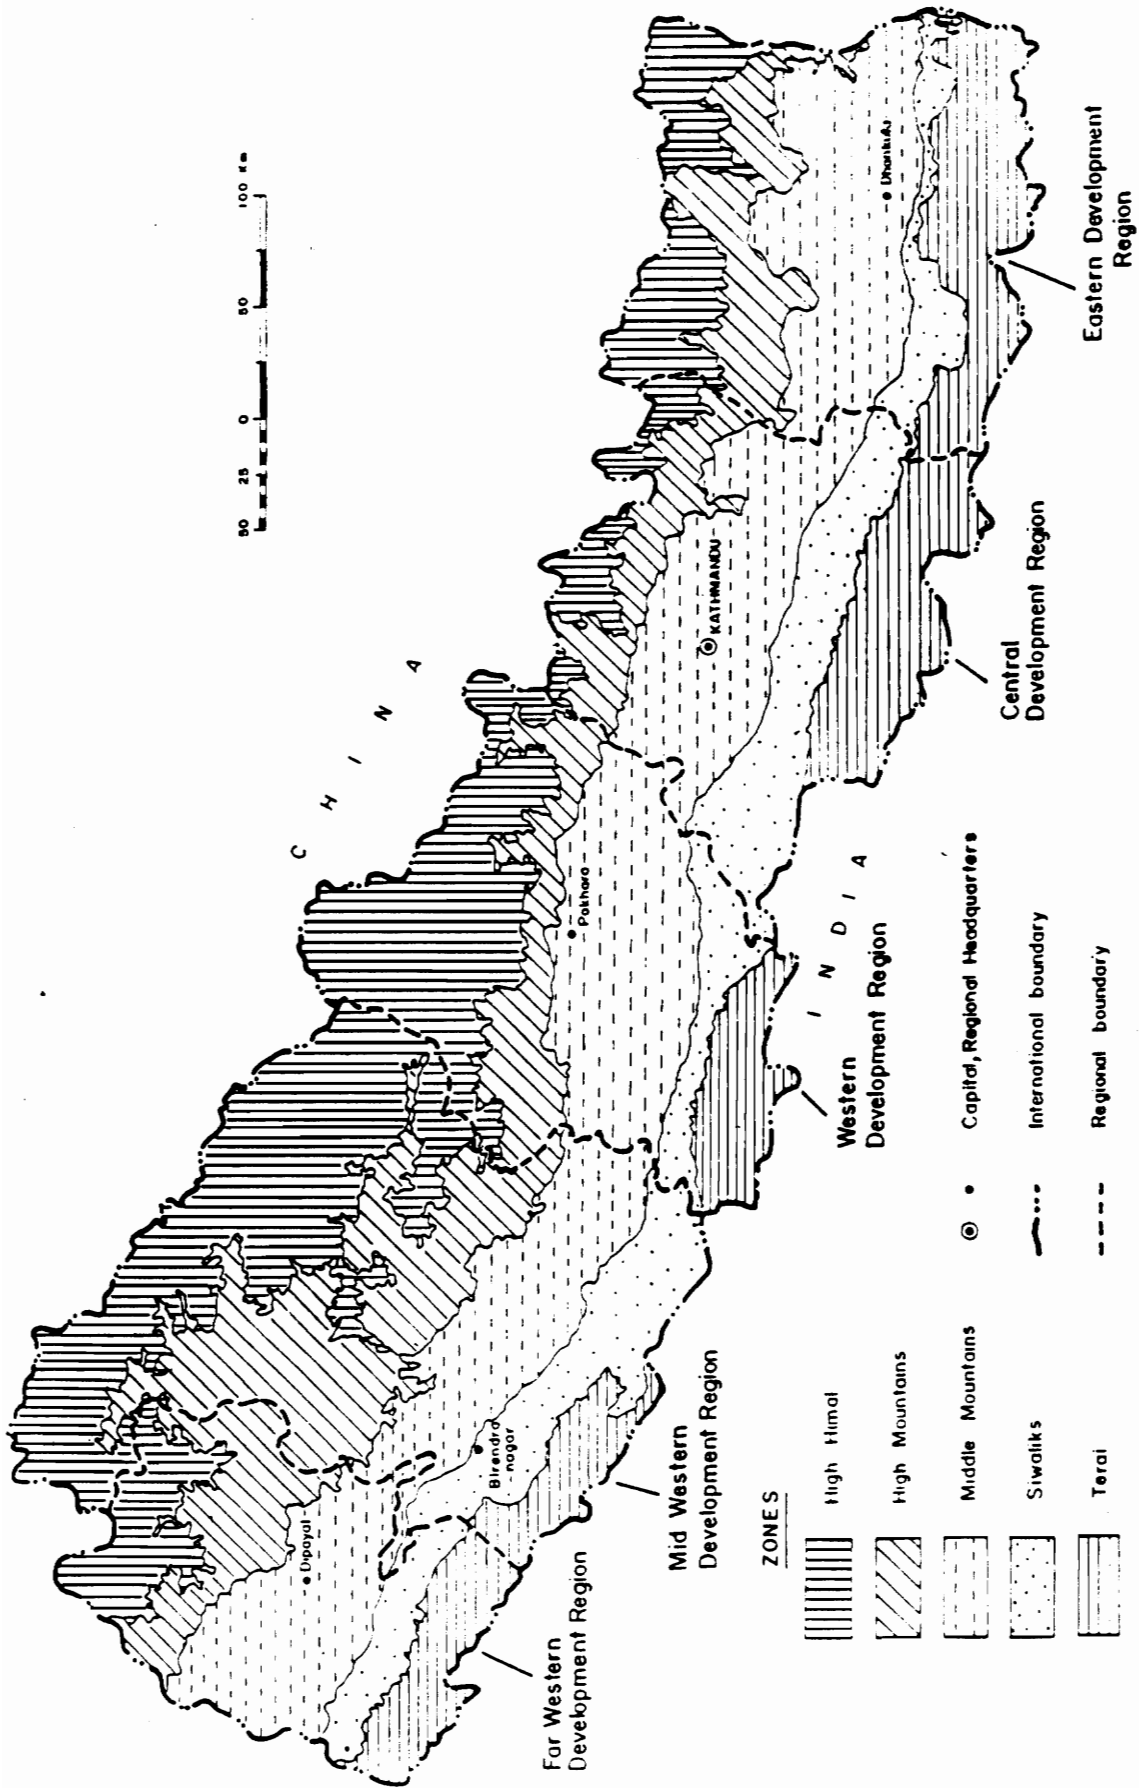 50 25 0 50 100 Km
C H I N A
Dipayal
Birendra
-nagar
Pokhara
KATHMANDU
Dhankuta
I N D I A
Far Western
Development Region
Mid Western
Development Region
Western
Development Region
Central
Development Region
Eastern Development
Region
ZONES
High Himal
High Mountains
Middle Mountains
Siwaliks
Terai
Capital, Regional Headquarters
International boundary
Regional boundary